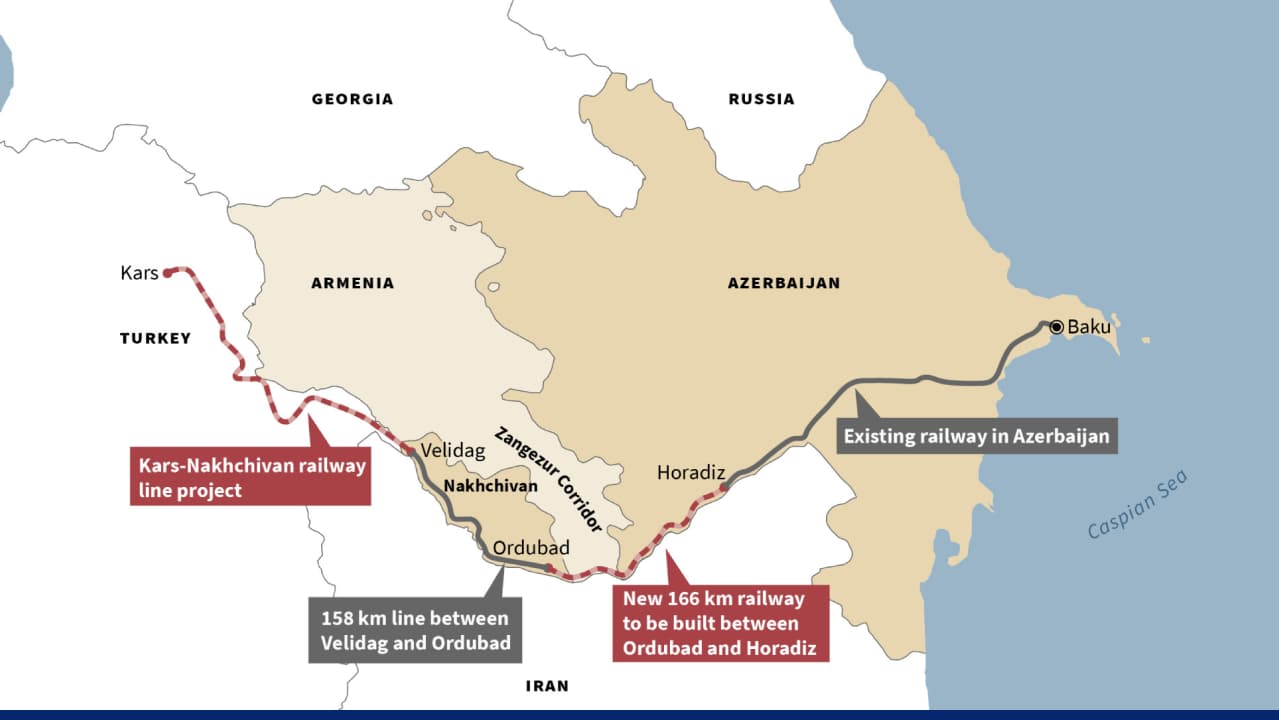 GEORGIA
RUSSIA
Kars
ARMENIA
AZERBAIJAN
TURKEY
Baku
Existing railway in Azerbaijan
Velidag
Zangezur Corridor
Horadiz
Kars-Nakhchivan railway
line project
Nakhchivan
Caspian Sea
Ordubad
158 km line between
Velidag and Ordubad
New 166 km railway
to be built between
Ordubad and Horadiz
IRAN